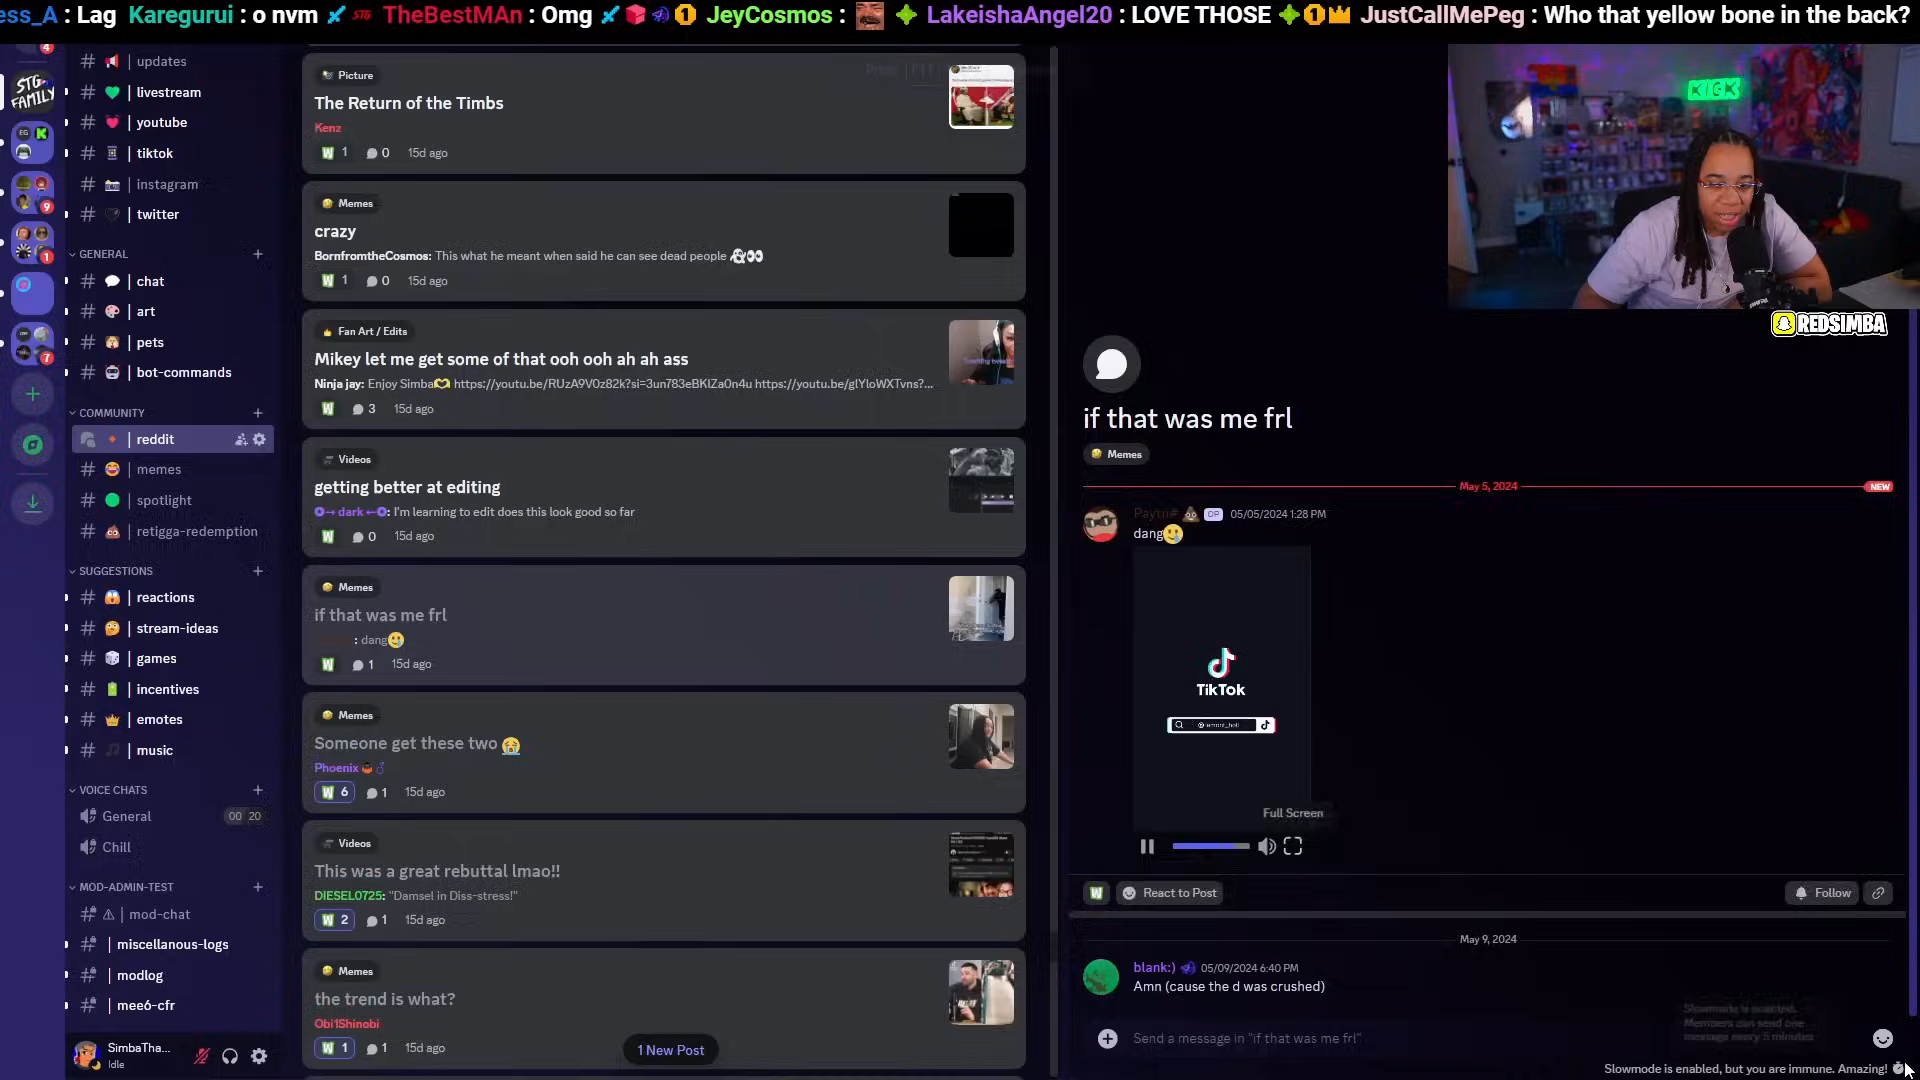 ess_A : Lag Karegurui : o nvm STG TheBestMAn : Omg 1 JeyCosmos : LakeishaAngel20 : LOVE THOSE 1 JustCallMePeg : Who that yellow bone in the back?
4
STG FAMILY
EG
9
1
7
# | updates
# | livestream
# | youtube
# | tiktok
# | instagram
# | twitter
GENERAL +
# | chat
# | art
# | pets
# | bot-commands
COMMUNITY +
| reddit
# | memes
# | spotlight
# | retigga-redemption
SUGGESTIONS +
# | reactions
# | stream-ideas
# | games
# | incentives
# | emotes
# | music
VOICE CHATS +
General 00 20
Chill
MOD-ADMIN-TEST +
# | mod-chat
# | miscellanous-logs
# | modlog
# | mee6-cfr
SimbaTha...
Idle
Picture
The Return of the Timbs
Kenz
W 1 0 15d ago
Memes
crazy
BornfromtheCosmos: This what he meant when said he can see dead people 👻👀
W 1 0 15d ago
Fan Art / Edits
Mikey let me get some of that ooh ooh ah ah ass
Ninja jay: Enjoy Simba🫶 https://youtu.be/RUzA9V0z82k?si=3un783eBKlZa0n4u https://youtu.be/glYloWXTvns?...
W 3 15d ago
Videos
getting better at editing
dark : I'm learning to edit does this look good so far
W 0 15d ago
Memes
if that was me frl
: dang🥲
W 1 15d ago
Memes
Someone get these two 😭
Phoenix
W 6 1 15d ago
Videos
This was a great rebuttal lmao!!
DIESEL0725: "Damsel in Diss-stress!"
W 2 1 15d ago
Memes
the trend is what?
Obi1Shinobi
W 1 1 15d ago
1 New Post
KICK
REDSIMBA
if that was me frl
Memes
May 5, 2024 NEW
Paytn# 💩 OP 05/05/2024 1:28 PM
dang🥲
TikTok
Full Screen
W React to Post Follow
May 9, 2024
blank:) 05/09/2024 6:40 PM
Amn (cause the d was crushed)
Slowmode is enabled.
Members can send one
message every 5 minutes
Send a message in "if that was me frl"
Slowmode is enabled, but you are immune. Amazing!